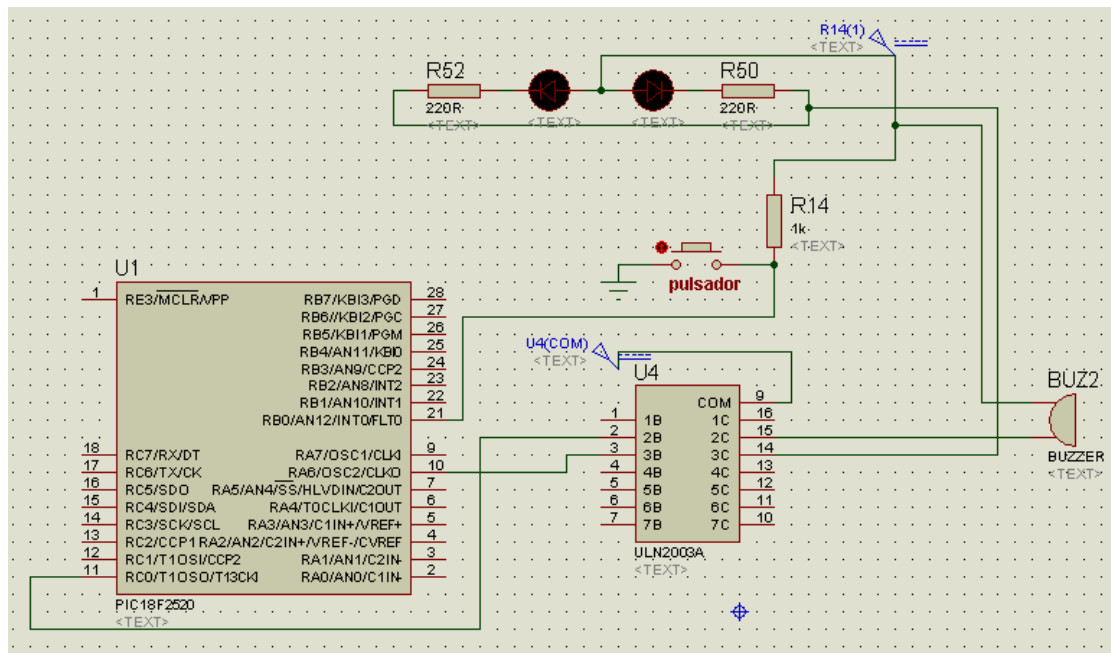 R14(1)
<TEXT>
R52
R50
220R
220R
<TEXT>
<TEXT>
<TEXT>
<TEXT>
R14
1k
<TEXT>
pulsador
U1
1 RE3/MCLR/VPP
RB7/KBI3/PGD 28
RB6//KBI2/PGC 27
RB5/KBI1/PGM 26
RB4/AN11/KBI0 25
RB3/AN9/CCP2 24
RB2/AN8/INT2 23
RB1/AN10/INT1 22
RB0/AN12/INT0/FLT0 21
18 RC7/RX/DT RA7/OSC1/CLKI 9
17 RC6/TX/CK RA6/OSC2/CLKO 10
16 RC5/SDO RA5/AN4/SS/HLVDIN/C2OUT 7
15 RC4/SDI/SDA RA4/T0CLKI/C1OUT 6
14 RC3/SCK/SCL RA3/AN3/C1IN+/VREF+ 5
13 RC2/CCP1 RA2/AN2/C2IN+/VREF-/CVREF 4
12 RC1/T1OSI/CCP2 RA1/AN1/C2IN- 3
11 RC0/T1OSO/T13CKI RA0/AN0/C1IN- 2
PIC18F2520
<TEXT>
U4(COM)
<TEXT>
U4
COM 9
1 1B 1C 16
2 2B 2C 15
3 3B 3C 14
4 4B 4C 13
5 5B 5C 12
6 6B 6C 11
7 7B 7C 10
ULN2003A
<TEXT>
BUZ2
BUZZER
<TEXT>